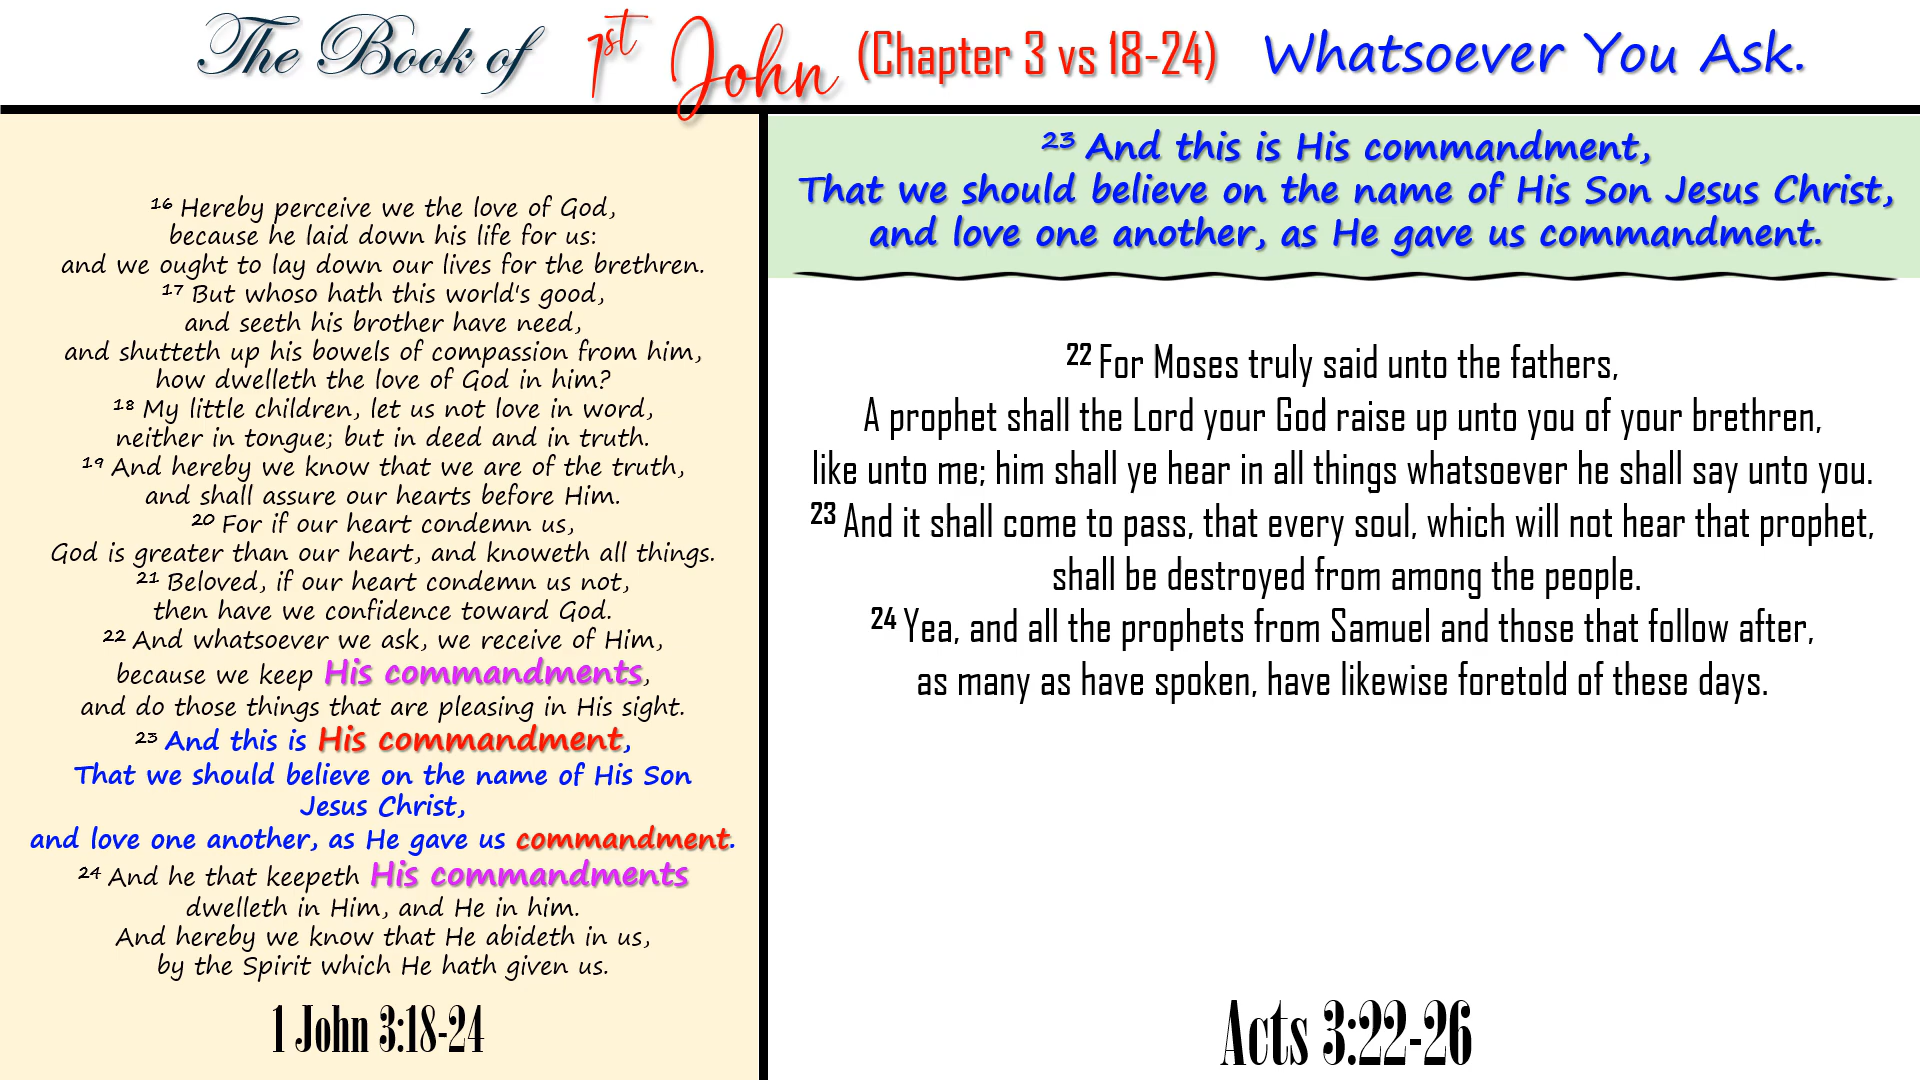 The Book of 1st John (Chapter 3 vs 18-24) Whatsoever You Ask.
16 Hereby perceive we the love of God,
because he laid down his life for us:
and we ought to lay down our lives for the brethren.
17 But whoso hath this world's good,
and seeth his brother have need,
and shutteth up his bowels of compassion from him,
how dwelleth the love of God in him?
18 My little children, let us not love in word,
neither in tongue; but in deed and in truth.
19 And hereby we know that we are of the truth,
and shall assure our hearts before Him.
20 For if our heart condemn us,
God is greater than our heart, and knoweth all things.
21 Beloved, if our heart condemn us not,
then have we confidence toward God.
22 And whatsoever we ask, we receive of Him,
because we keep His commandments,
and do those things that are pleasing in His sight.
23 And this is His commandment,
That we should believe on the name of His Son
Jesus Christ,
and love one another, as He gave us commandment.
24 And he that keepeth His commandments
dwelleth in Him, and He in him.
And hereby we know that He abideth in us,
by the Spirit which He hath given us.
1 John 3:18-24
23 And this is His commandment,
That we should believe on the name of His Son Jesus Christ,
and love one another, as He gave us commandment.
22 For Moses truly said unto the fathers,
A prophet shall the Lord your God raise up unto you of your brethren,
like unto me; him shall ye hear in all things whatsoever he shall say unto you.
23 And it shall come to pass, that every soul, which will not hear that prophet,
shall be destroyed from among the people.
24 Yea, and all the prophets from Samuel and those that follow after,
as many as have spoken, have likewise foretold of these days.
Acts 3:22-26